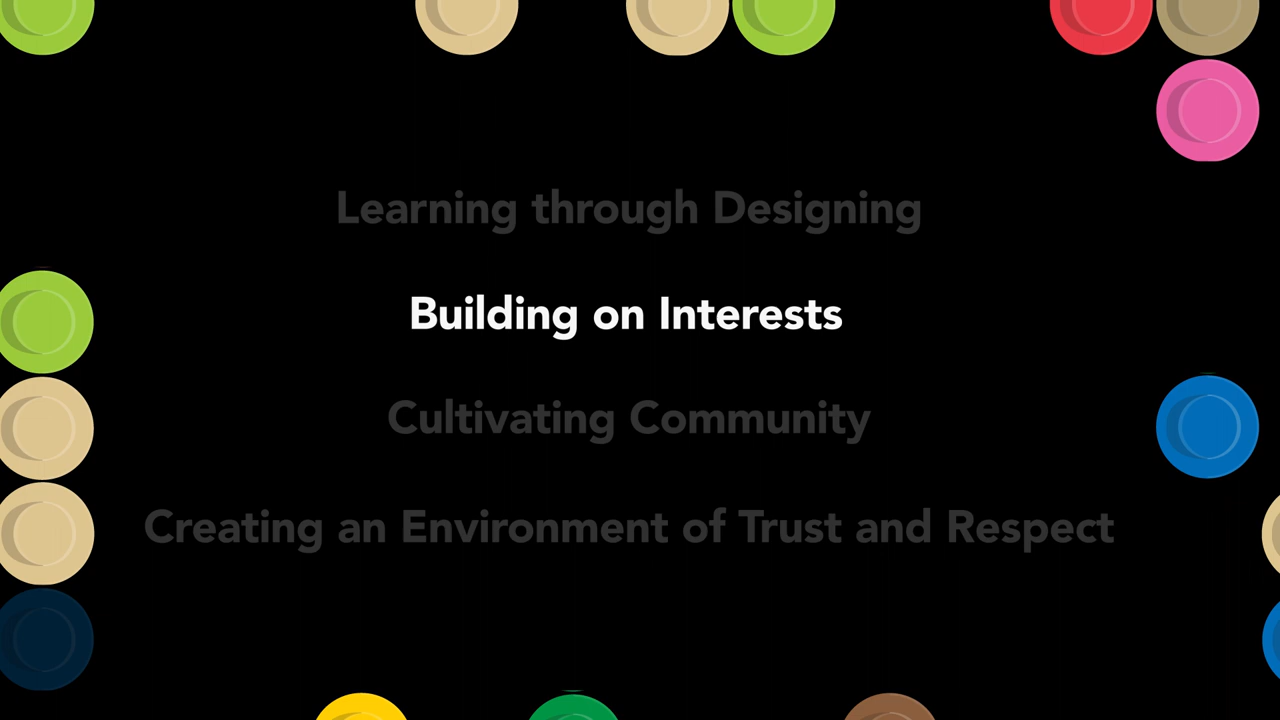 Learning through Designing
Building on Interests
Cultivating Community
Creating an Environment of Trust and Respect